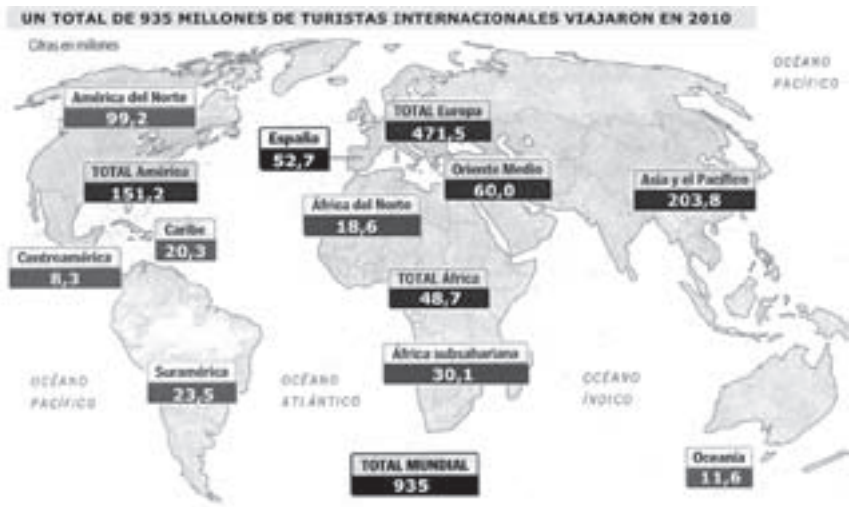 UN TOTAL DE 935 MILLONES DE TURISTAS INTERNACIONALES VIAJARON EN 2010
Cifras en millones
OCÉANO
PACÍFICO
América del Norte
99,2
TOTAL Europa
471,5
España
52,7
TOTAL América
151,2
Oriente Medio
60,0
Asia y el Pacífico
203,8
África del Norte
18,6
Caribe
20,3
Centroamérica
8,3
TOTAL África
48,7
África subsahariana
30,1
Suramérica
23,5
OCÉANO
PACÍFICO
OCÉANO
ATLÁNTICO
OCÉANO
ÍNDICO
Oceanía
11,6
TOTAL MUNDIAL
935